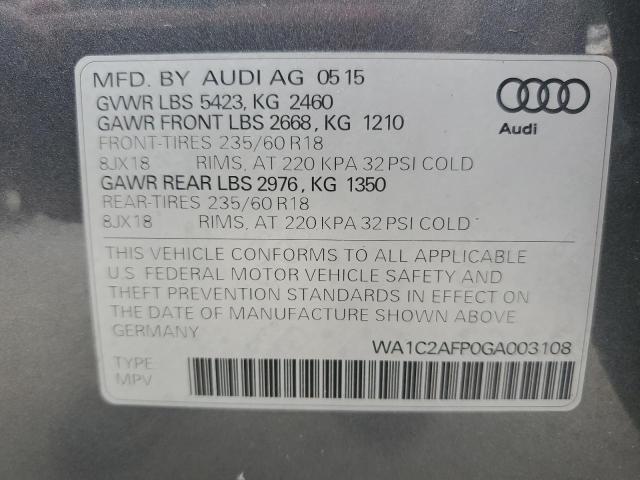 MFD. BY AUDI AG 05 15
GVWR LBS 5423, KG 2460
GAWR FRONT LBS 2668, KG 1210
FRONT-TIRES 235/60 R18
8JX18 RIMS, AT 220 KPA 32 PSI COLD
GAWR REAR LBS 2976, KG 1350
REAR-TIRES 235/60 R18
8JX18 RIMS, AT 220 KPA 32 PSI COLD
Audi
THIS VEHICLE CONFORMS TO ALL APPLICABLE
U.S. FEDERAL MOTOR VEHICLE SAFETY AND
THEFT PREVENTION STANDARDS IN EFFECT ON
THE DATE OF MANUFACTURE SHOWN ABOVE
GERMANY
WA1C2AFP0GA003108
TYPE
MPV